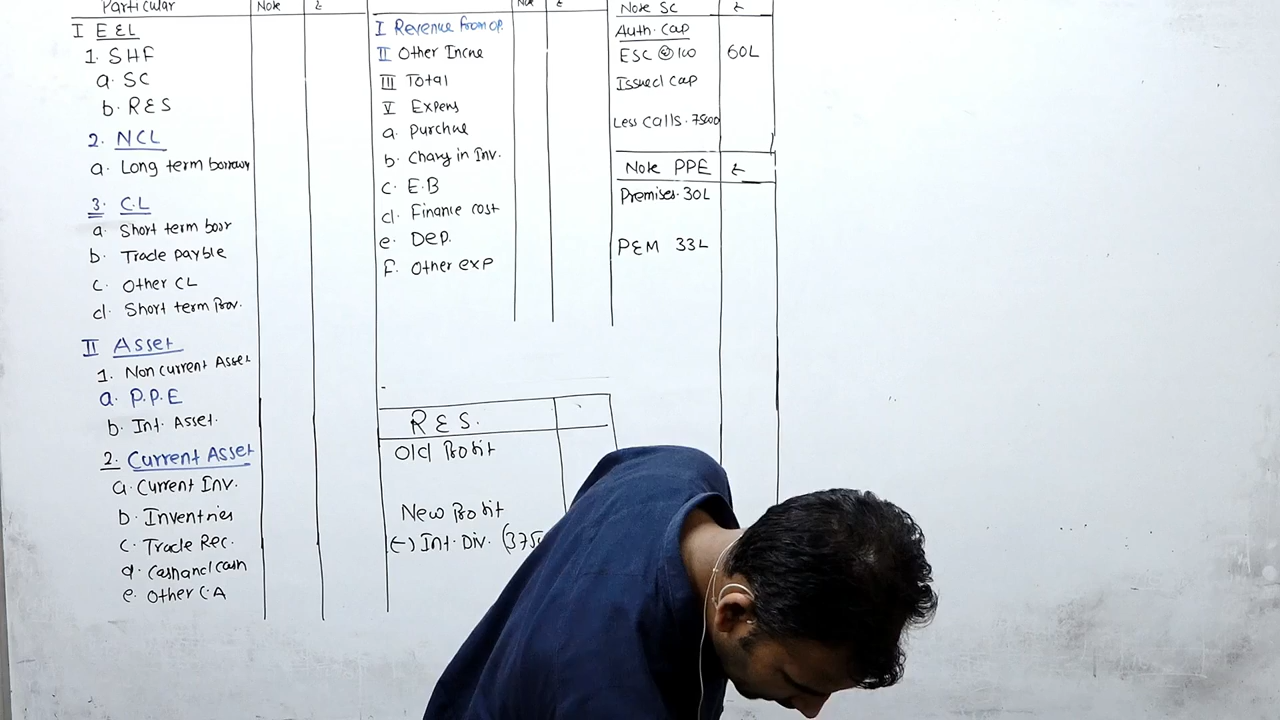 Particular Note ₹
I E & L
1. SHF
a. SC
b. R & S
2. NCL
a. Long term borrow
3. C.L
a. Short term borr
b. Trade payble
c. Other CL
d. Short term Prov.
II Asset
1. Non current Asset
a. P.P.E
b. Int. Asset.
2. Current Asset
a. Current Inv.
b. Inventries
c. Trade Rec.
d. Cash and cash
e. Other C.A
Note ₹
I Revenue from op.
II Other Incne
III Total
V Expens
a. Purchne
b. Chang in Inv.
c. E.B
d. Finance cost
e. Dep.
f. Other exp
R & S.
Old Profit
New Profit
(-) Int. Div. (375
Note SC ₹
Auth. cap
ESC @ 100 60L
Issued cap
Less Calls. 7500
Note PPE ₹
Premises. 30L
P&M 33L